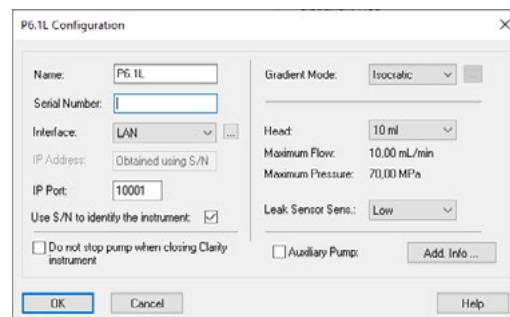 P6.1L Configuration
Name: P6.1L
Serial Number:
Interface: LAN ...
IP Address: Obtained using S/N
IP Port: 10001
Use S/N to identify the instrument:
Do not stop pump when closing Clarity
instrument
Gradient Mode: Isocratic ...
Head: 10 ml
Maximum Flow: 10.00 mL/min
Maximum Pressure: 70,00 MPa
Leak Sensor Sens.: Low
Auxiliary Pump: Add. Info ...
OK Cancel Help